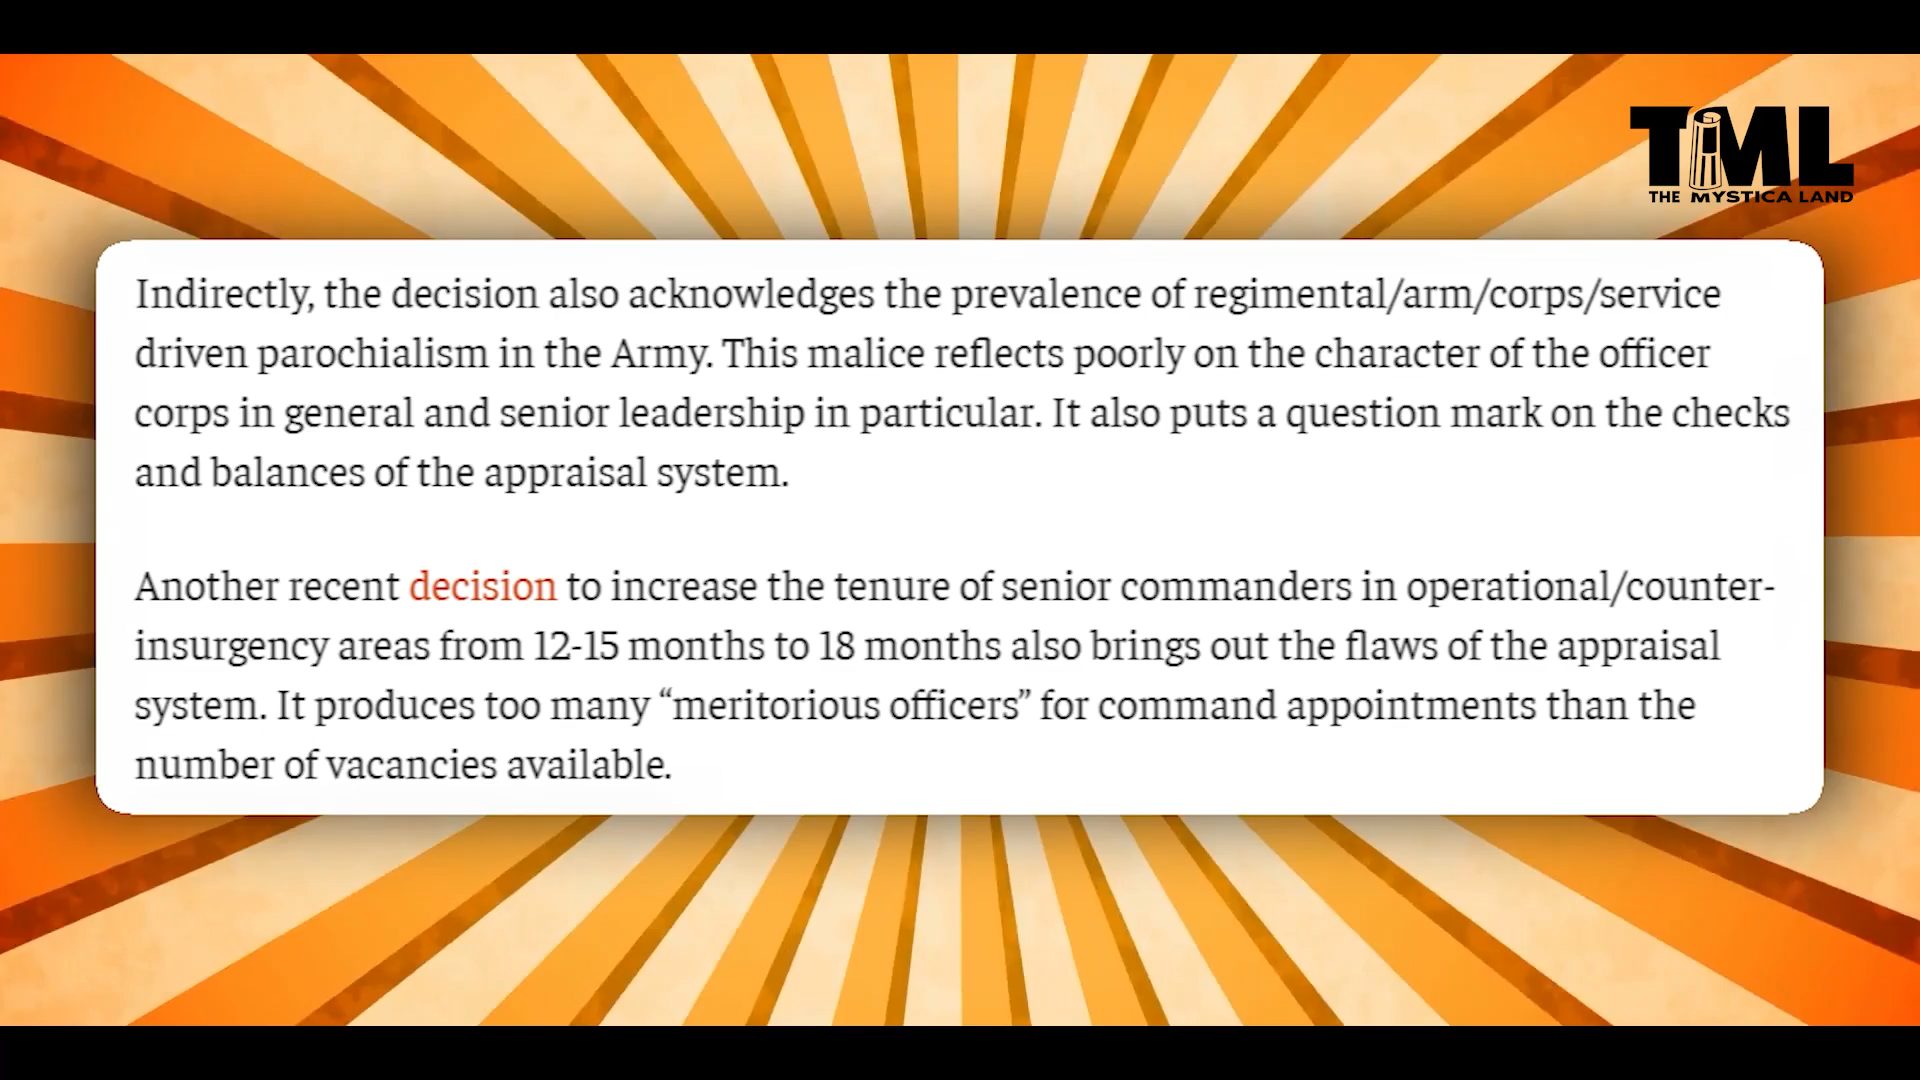 TML
THE MYSTICA LAND
Indirectly, the decision also acknowledges the prevalence of regimental/arm/corps/service
driven parochialism in the Army. This malice reflects poorly on the character of the officer
corps in general and senior leadership in particular. It also puts a question mark on the checks
and balances of the appraisal system.
Another recent decision to increase the tenure of senior commanders in operational/counter-
insurgency areas from 12-15 months to 18 months also brings out the flaws of the appraisal
system. It produces too many “meritorious officers” for command appointments than the
number of vacancies available.